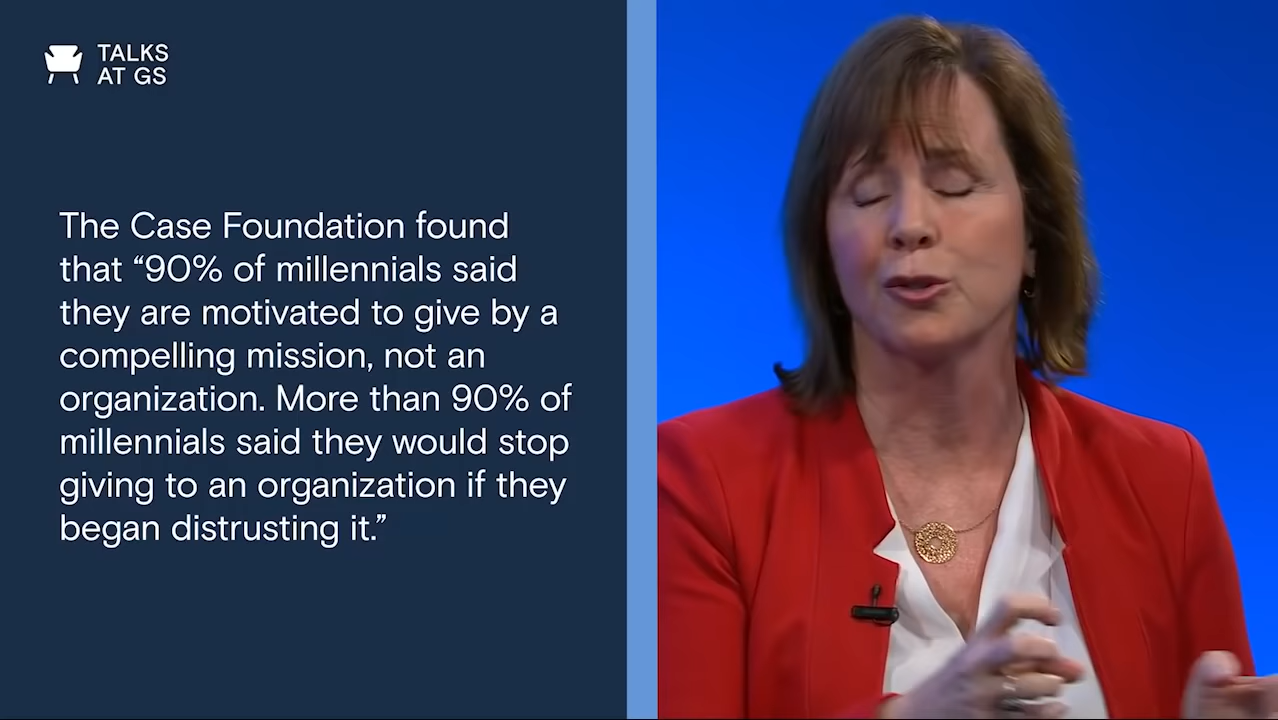 TALKS
AT GS
The Case Foundation found
that “90% of millennials said
they are motivated to give by a
compelling mission, not an
organization. More than 90% of
millennials said they would stop
giving to an organization if they
began distrusting it.”